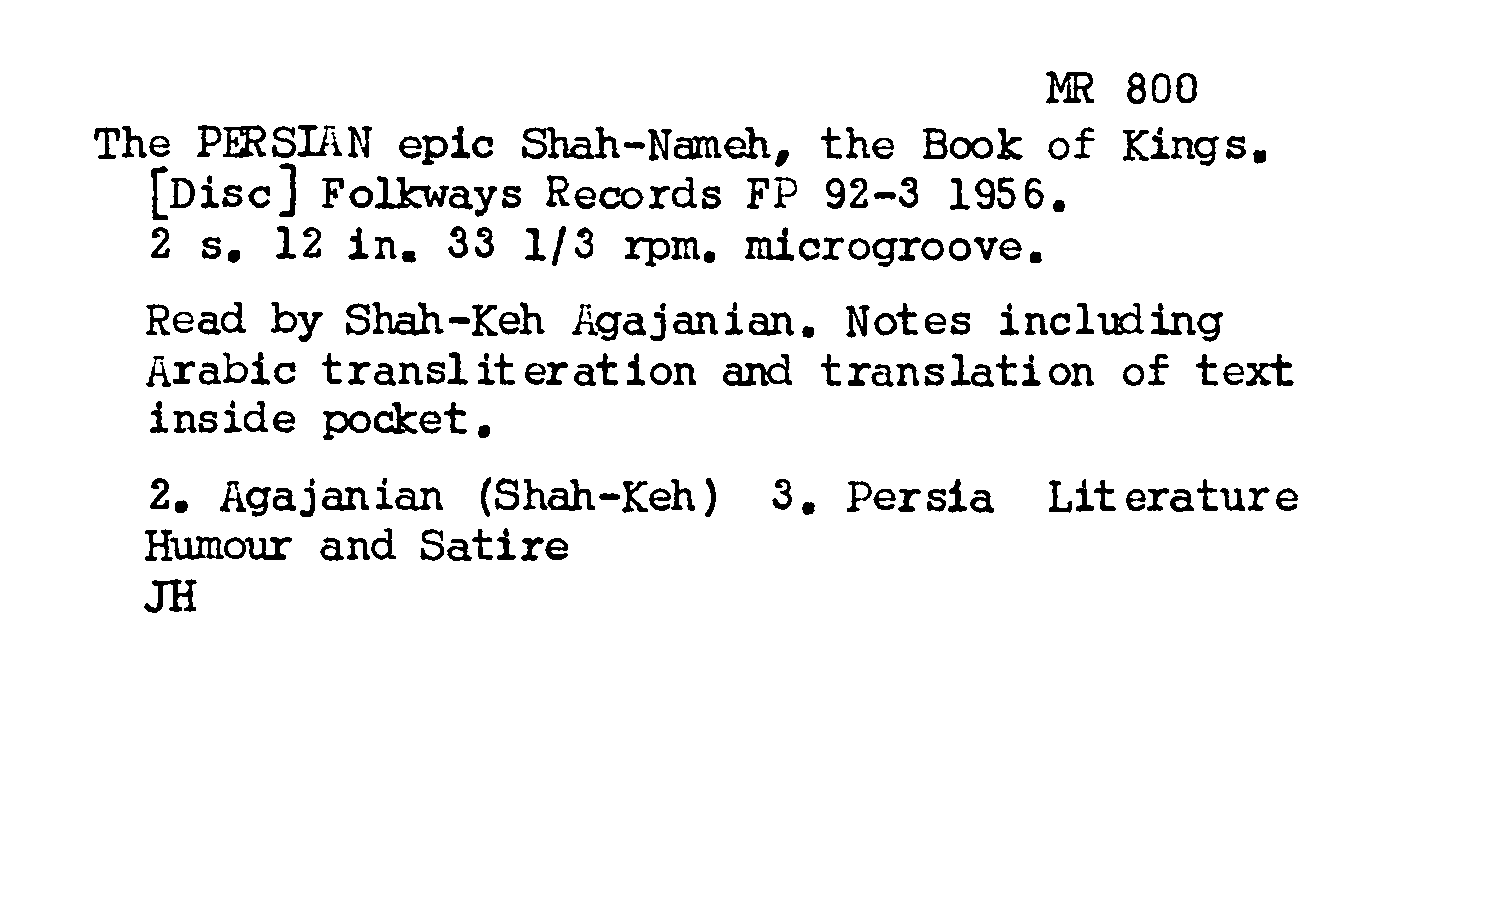 MR 800
The PERSIAN epic Shah-Nameh, the Book of Kings.
[Disc] Folkways Records FP 92-3 1956.
2 s. 12 in. 33 1/3 rpm. microgroove.
Read by Shah-Keh Agajanian. Notes including
Arabic transliteration and translation of text
inside pocket.
2. Agajanian (Shah-Keh) 3. Persia Literature
Humour and Satire
JH